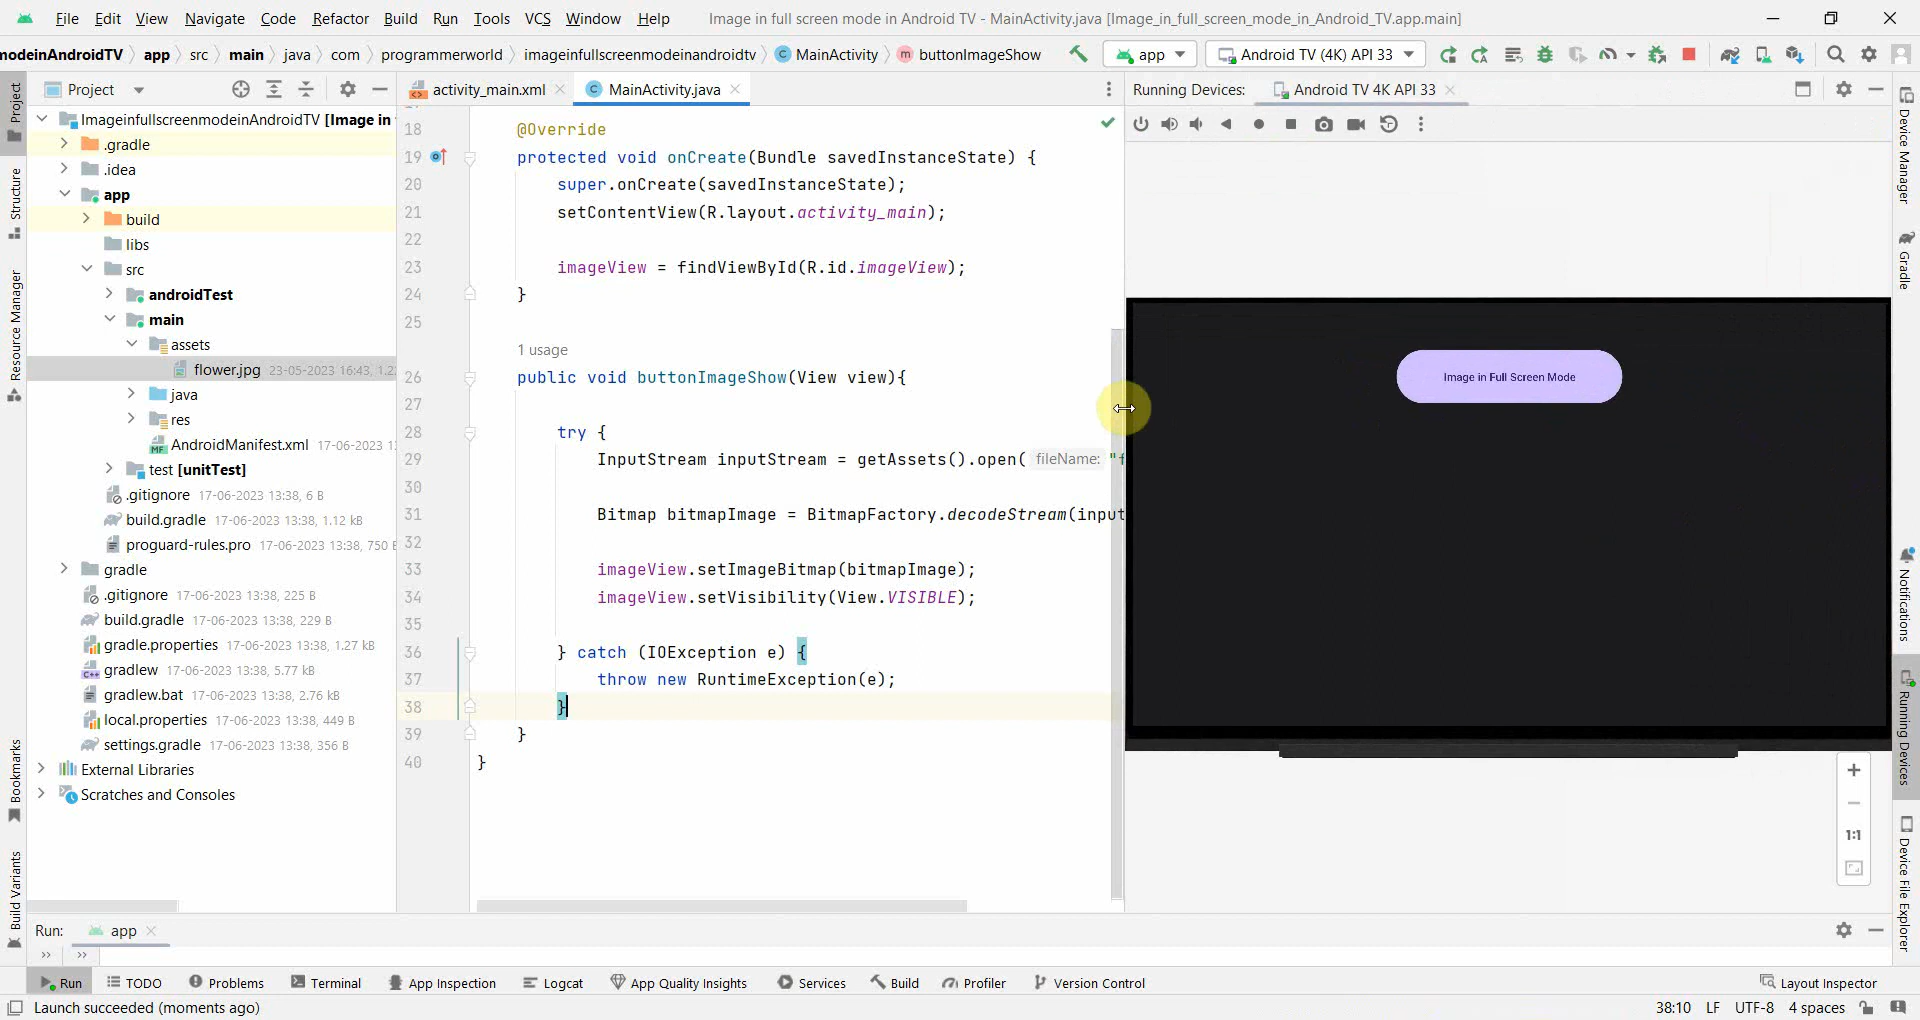 File Edit View Navigate Code Refactor Build Run Tools VCS Window Help Image in full screen mode in Android TV - MainActivity.java [Image_in_full_screen_mode_in_Android_TV.app.main]
modeinAndroidTV app src main java com programmerworld imageinfullscreenmodeinandroidtv MainActivity buttonImageShow app Android TV (4K) API 33
Project
activity_main.xml MainActivity.java
Running Devices: Android TV 4K API 33
ImageinfullscreenmodeinAndroidTV [Image in
.gradle
.idea
app
build
libs
src
androidTest
main
assets
flower.jpg 23-05-2023 16:43, 1.2
java
res
AndroidManifest.xml 17-06-2023 1
test [unitTest]
.gitignore 17-06-2023 13:38, 6 B
build.gradle 17-06-2023 13:38, 1.12 kB
proguard-rules.pro 17-06-2023 13:38, 750 B
gradle
.gitignore 17-06-2023 13:38, 225 B
build.gradle 17-06-2023 13:38, 229 B
gradle.properties 17-06-2023 13:38, 1.27 kB
gradlew 17-06-2023 13:38, 5.77 kB
gradlew.bat 17-06-2023 13:38, 2.76 kB
local.properties 17-06-2023 13:38, 449 B
settings.gradle 17-06-2023 13:38, 356 B
External Libraries
Scratches and Consoles
18 @Override
19 protected void onCreate(Bundle savedInstanceState) {
20 super.onCreate(savedInstanceState);
21 setContentView(R.layout.activity_main);
22
23 imageView = findViewById(R.id.imageView);
24 }
25
1 usage
26 public void buttonImageShow(View view){
27
28 try {
29 InputStream inputStream = getAssets().open( fileName: "f
30
31 Bitmap bitmapImage = BitmapFactory.decodeStream(input
32
33 imageView.setImageBitmap(bitmapImage);
34 imageView.setVisibility(View.VISIBLE);
35
36 } catch (IOException e) {
37 throw new RuntimeException(e);
38 }
39 }
40 }
Image in Full Screen Mode
1:1
Project
Structure
Resource Manager
Bookmarks
Build Variants
Device Manager
Gradle
Notifications
Running Devices
Device File Explorer
Run: app
Run TODO Problems Terminal App Inspection Logcat App Quality Insights Services Build Profiler Version Control Layout Inspector
Launch succeeded (moments ago) 38:10 LF UTF-8 4 spaces